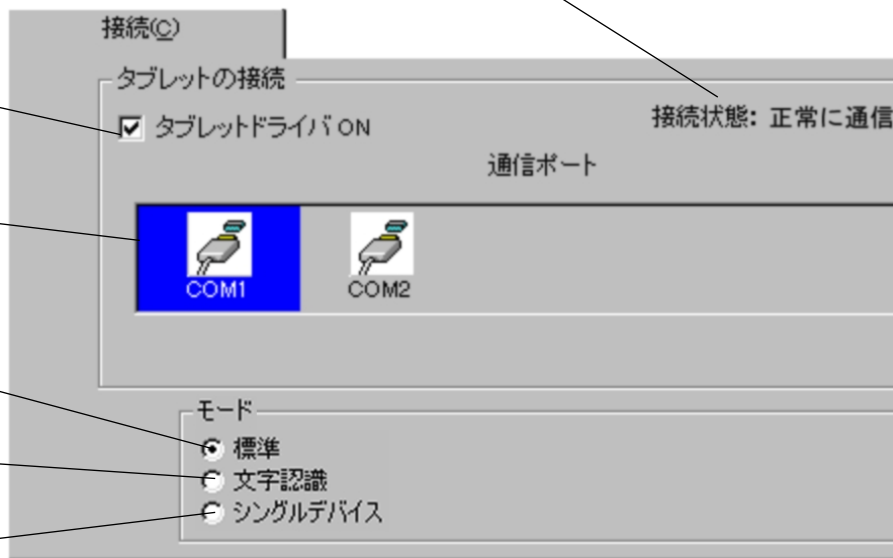 接続(C)
タブレットの接続
タブレットドライバ ON
接続状態: 正常に通信
通信ポート
COM1
COM2
モード
標準
文字認識
シングルデバイス